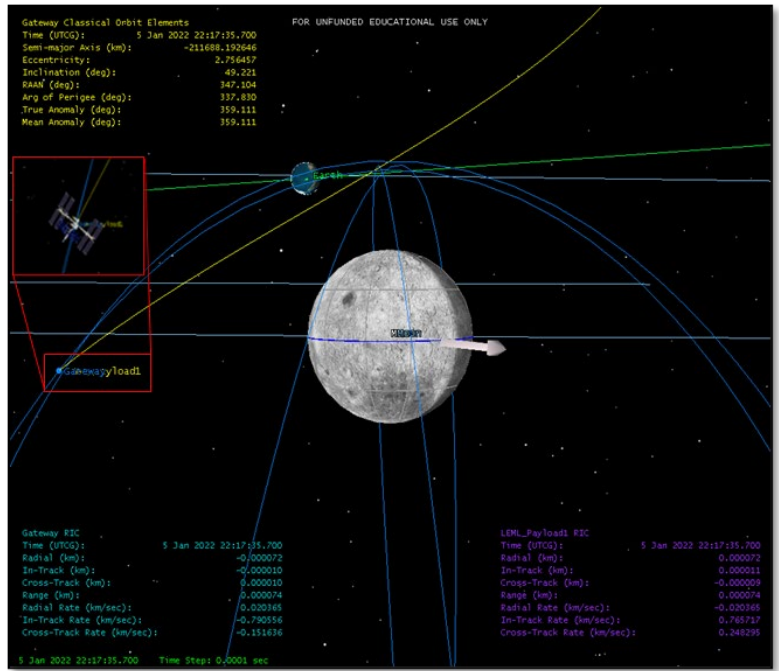 Gateway Classical Orbit Elements
FOR UNFUNDED EDUCATIONAL USE ONLY
Time (UTCG): 5 Jan 2022 22:17:35.700
Semi-major Axis (km): -211688.192646
Eccentricity: 2.756457
Inclination (deg): 49.221
RAAN (deg): 347.104
Arg of Perigee (deg): 337.830
True Anomaly (deg): 359.111
Mean Anomaly (deg): 359.111
Earth
Gateway yload1
Gateway RIC
Time (UTCG): 5 Jan 2022 22:17:35.700
Radial (km): -0.000072
In-Track (km): -0.000010
Cross-Track (km): 0.000010
Range (km): 0.000074
Radial Rate (km/sec): 0.020365
In-Track Rate (km/sec): -0.790556
Cross-Track Rate (km/sec): -0.151636
LEML_Payload1 RIC
Time (UTCG): 5 Jan 2022 22:17:35.700
Radial (km): 0.000072
In-Track (km): 0.000011
Cross-Track (km): -0.000009
Range (km): 0.000074
Radial Rate (km/sec): -0.020365
In-Track Rate (km/sec): 0.765717
Cross-Track Rate (km/sec): 0.248295
5 Jan 2022 22:17:35.700 Time Step: 0.0001 sec